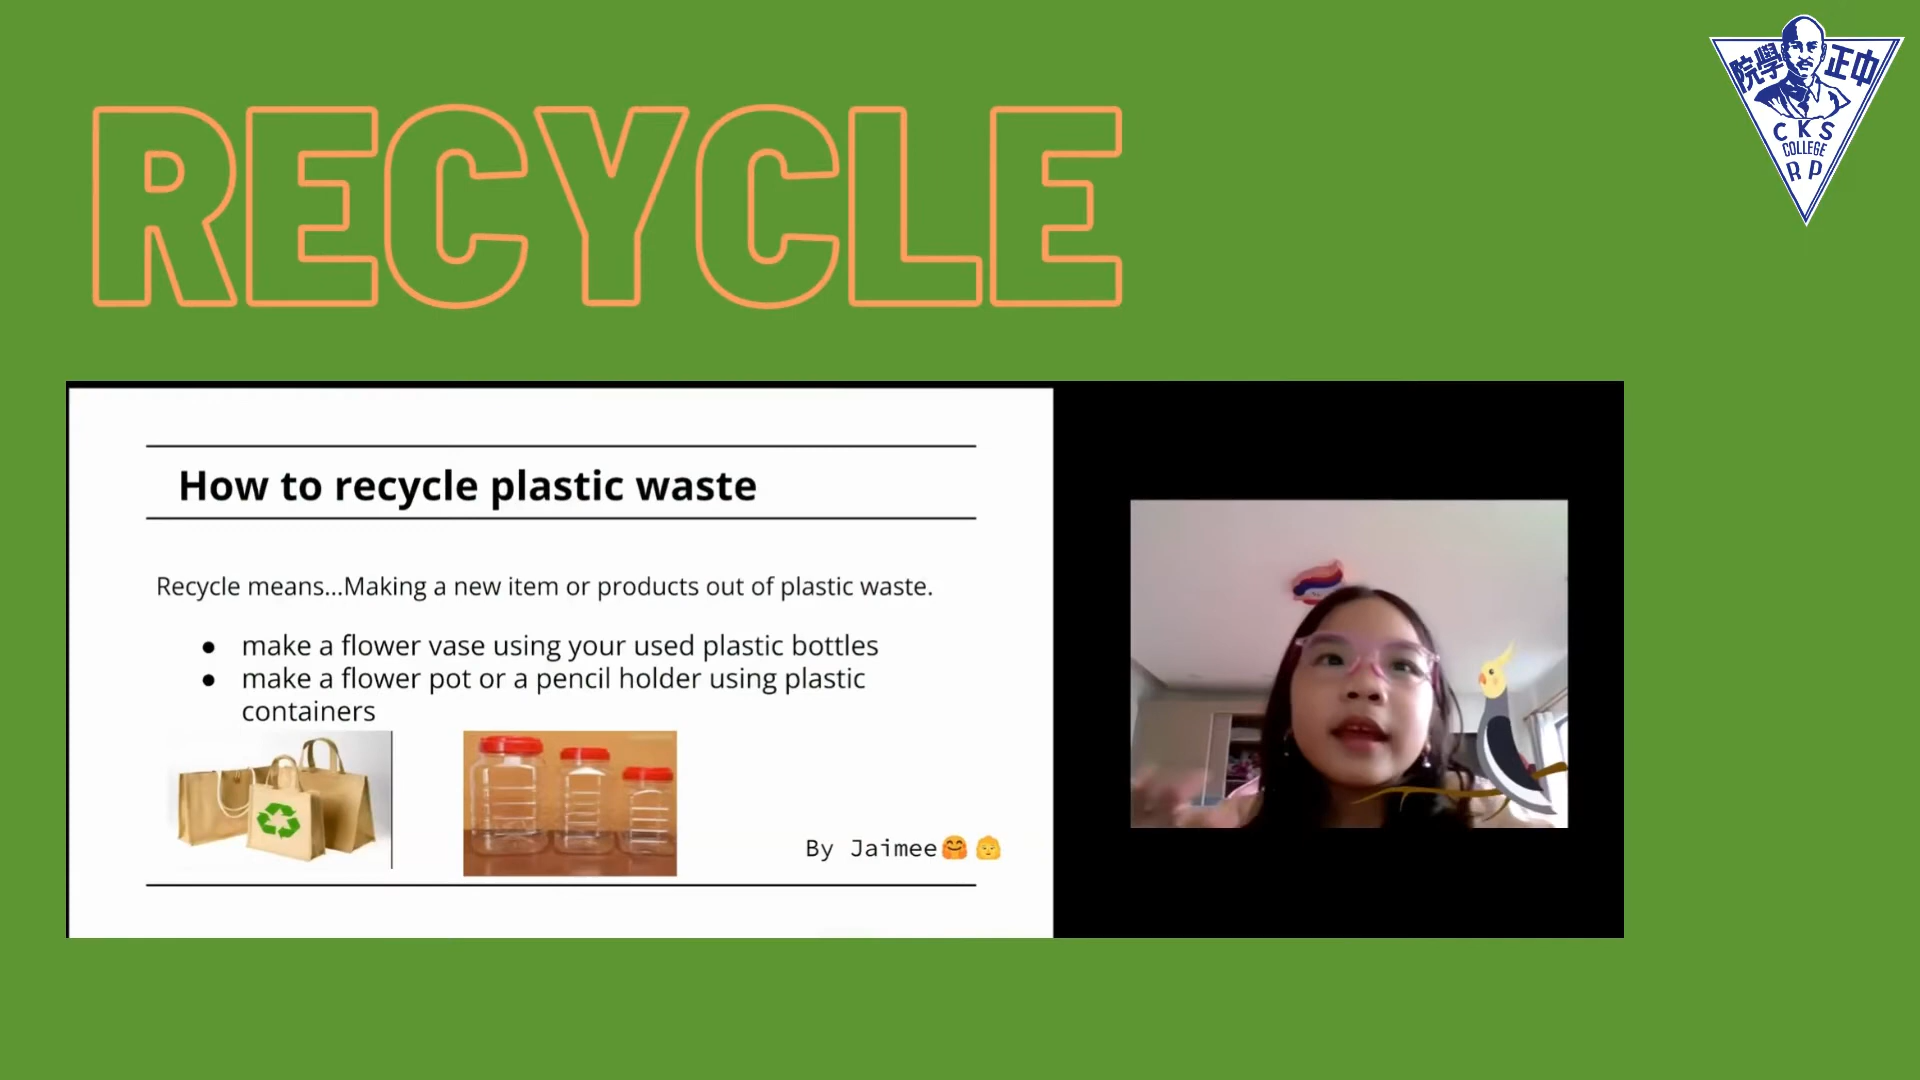 RECYCLE
院學 正中
CKS
COLLEGE
RP
How to recycle plastic waste
Recycle means...Making a new item or products out of plastic waste.
● make a flower vase using your used plastic bottles
● make a flower pot or a pencil holder using plastic
containers
By Jaimee🤗👵